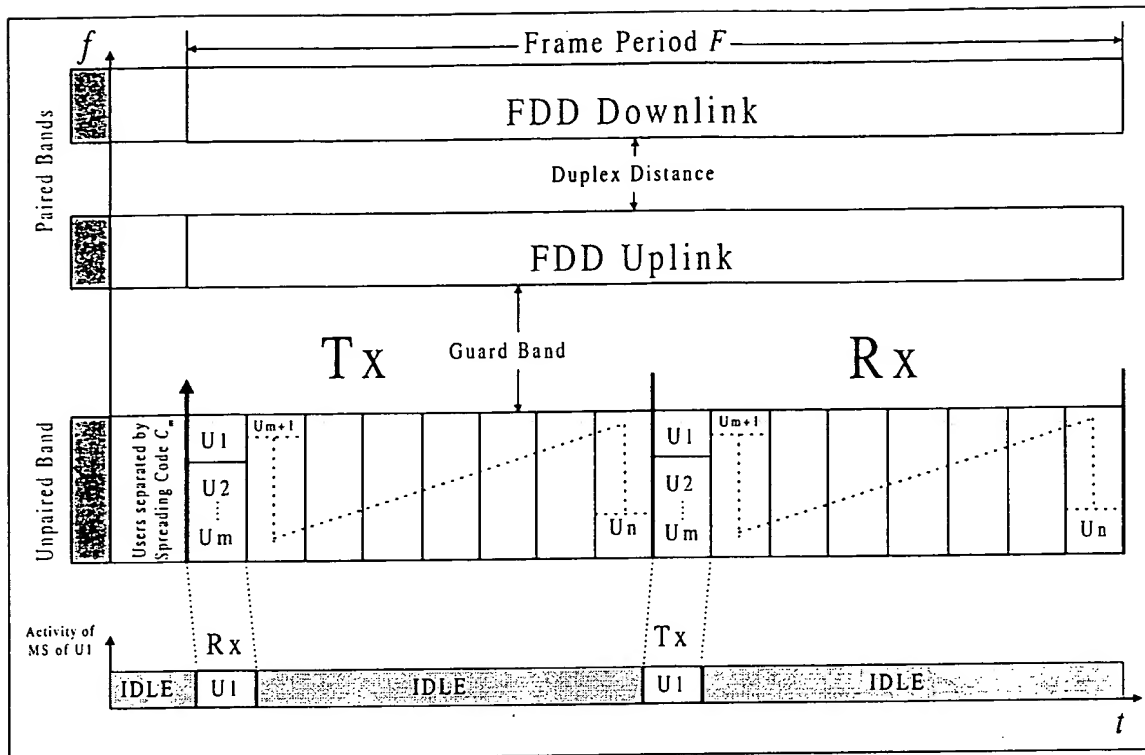 f
Frame Period F
Paired Bands
FDD Downlink
Duplex Distance
FDD Uplink
Guard Band
Tx
Rx
Unpaired Band
Users separated by
Spreading Code Cm
U1
U2
Um
Um+1
Un
U1
U2
Um
Um+1
Un
Activity of
MS of U1
Rx
Tx
IDLE
U1
IDLE
U1
IDLE
t